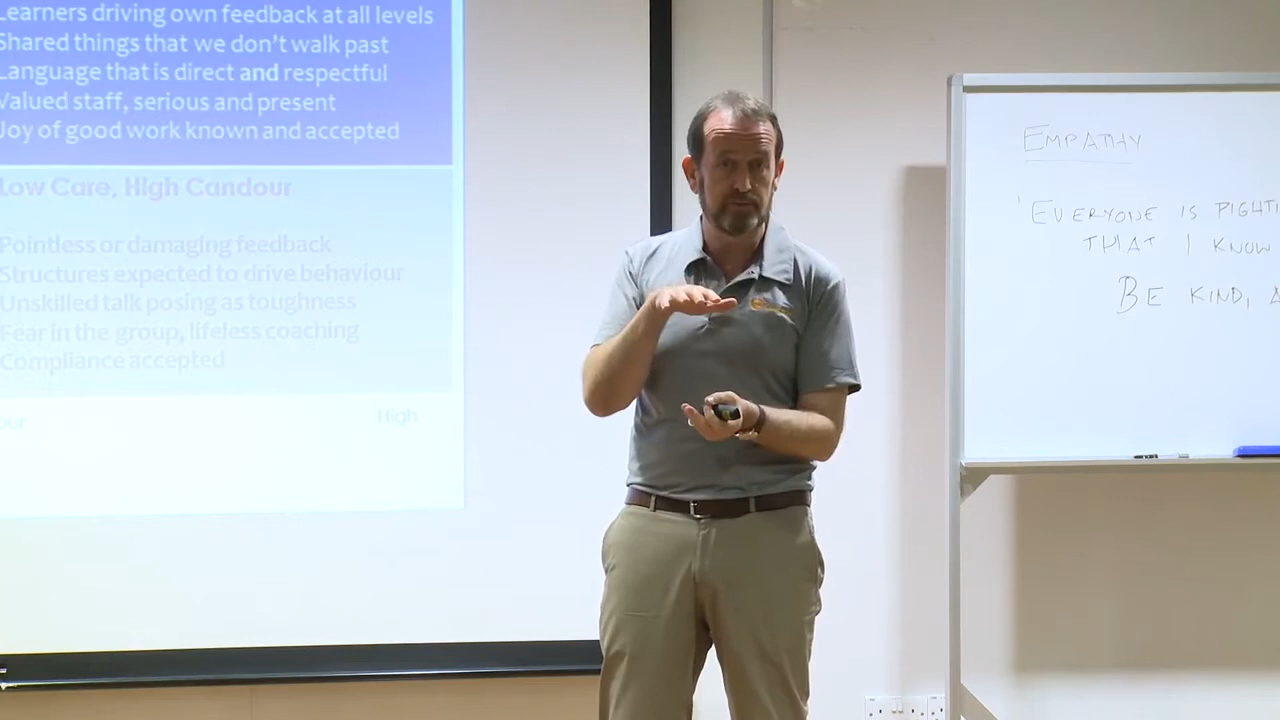 Learners driving own feedback at all levels
Shared things that we don't walk past
Language that is direct and respectful
Valued staff, serious and present
Joy of good work known and accepted
Low Care, High Candour
Pointless or damaging feedback
Structures expected to drive behaviour
Unskilled talk posing as toughness
Fear in the group, lifeless coaching
Compliance accepted
High
EMPATHY
'EVERYONE IS
THAT I KNOW
BE KIND,